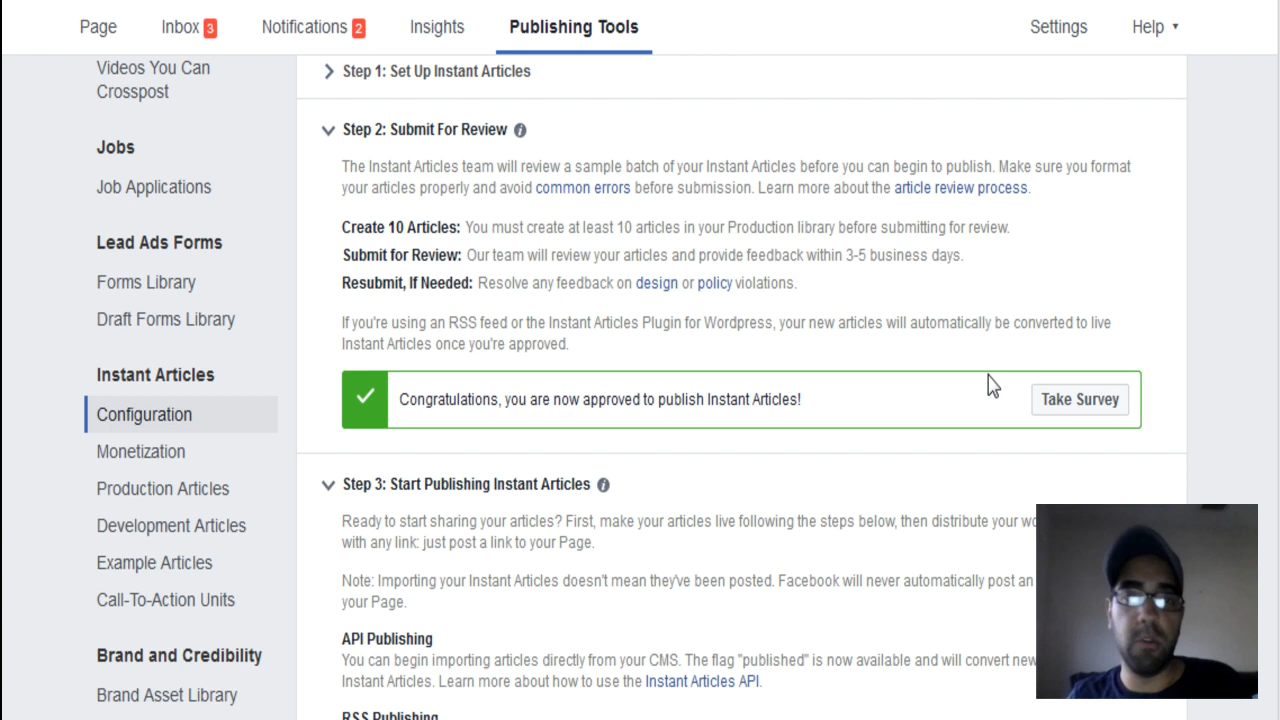 Page
Inbox 3
Notifications 2
Insights
Publishing Tools
Settings
Help
Videos You Can
Crosspost
Jobs
Job Applications
Lead Ads Forms
Forms Library
Draft Forms Library
Instant Articles
Configuration
Monetization
Production Articles
Development Articles
Example Articles
Call-To-Action Units
Brand and Credibility
Brand Asset Library
Step 1: Set Up Instant Articles
Step 2: Submit For Review
The Instant Articles team will review a sample batch of your Instant Articles before you can begin to publish. Make sure you format
your articles properly and avoid common errors before submission. Learn more about the article review process.
Create 10 Articles: You must create at least 10 articles in your Production library before submitting for review.
Submit for Review: Our team will review your articles and provide feedback within 3-5 business days.
Resubmit, If Needed: Resolve any feedback on design or policy violations.
If you're using an RSS feed or the Instant Articles Plugin for Wordpress, your new articles will automatically be converted to live
Instant Articles once you're approved.
Congratulations, you are now approved to publish Instant Articles!
Take Survey
Step 3: Start Publishing Instant Articles
Ready to start sharing your articles? First, make your articles live following the steps below, then distribute your wo
with any link: just post a link to your Page.
Note: Importing your Instant Articles doesn't mean they've been posted. Facebook will never automatically post an
your Page.
API Publishing
You can begin importing articles directly from your CMS. The flag "published" is now available and will convert new
Instant Articles. Learn more about how to use the Instant Articles API.
RSS Publishing